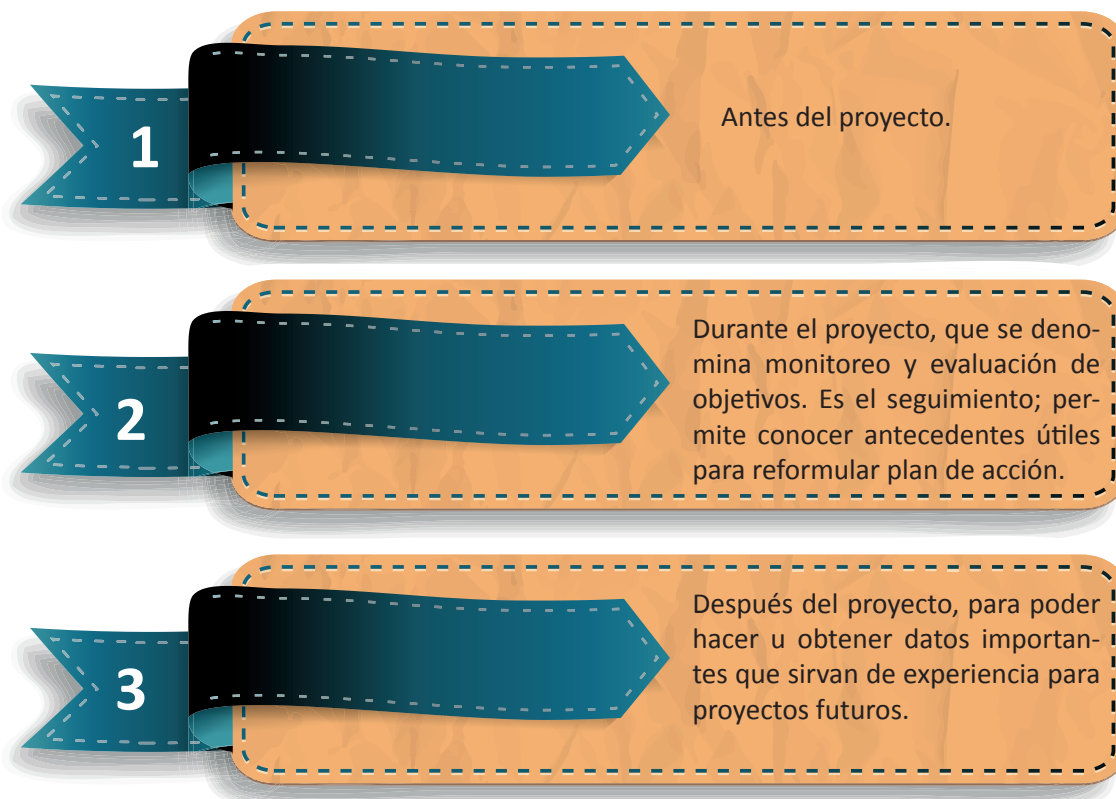 1
Antes del proyecto.
2
Durante el proyecto, que se deno-
mina monitoreo y evaluación de
objetivos. Es el seguimiento; per-
mite conocer antecedentes útiles
para reformular plan de acción.
3
Después del proyecto, para poder
hacer u obtener datos importan-
tes que sirvan de experiencia para
proyectos futuros.